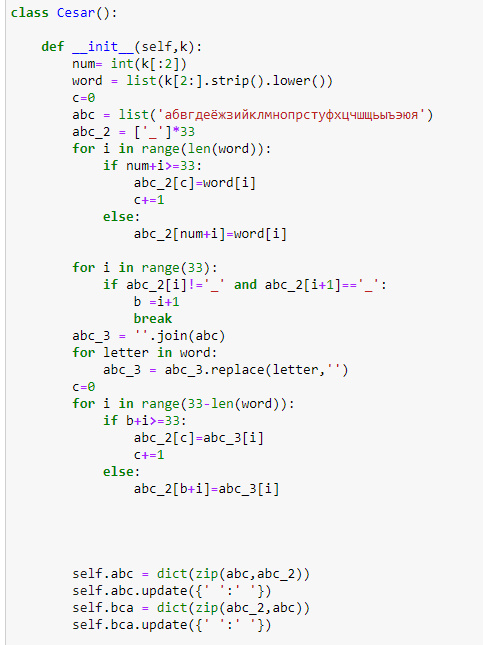 class Cesar():
def __init__(self,k):
num= int(k[:2])
word = list(k[2:].strip().lower())
c=0
abc = list('абвгдеёжзийклмнопрстуфхцчшщьыъэюя')
abc_2 = ['_']*33
for i in range(len(word)):
if num+i>=33:
abc_2[c]=word[i]
c+=1
else:
abc_2[num+i]=word[i]
for i in range(33):
if abc_2[i]!='_' and abc_2[i+1]=='_':
b =i+1
break
abc_3 = ''.join(abc)
for letter in word:
abc_3 = abc_3.replace(letter,'')
c=0
for i in range(33-len(word)):
if b+i>=33:
abc_2[c]=abc_3[i]
c+=1
else:
abc_2[b+i]=abc_3[i]
self.abc = dict(zip(abc,abc_2))
self.abc.update({' ':' '})
self.bca = dict(zip(abc_2,abc))
self.bca.update({' ':' '})